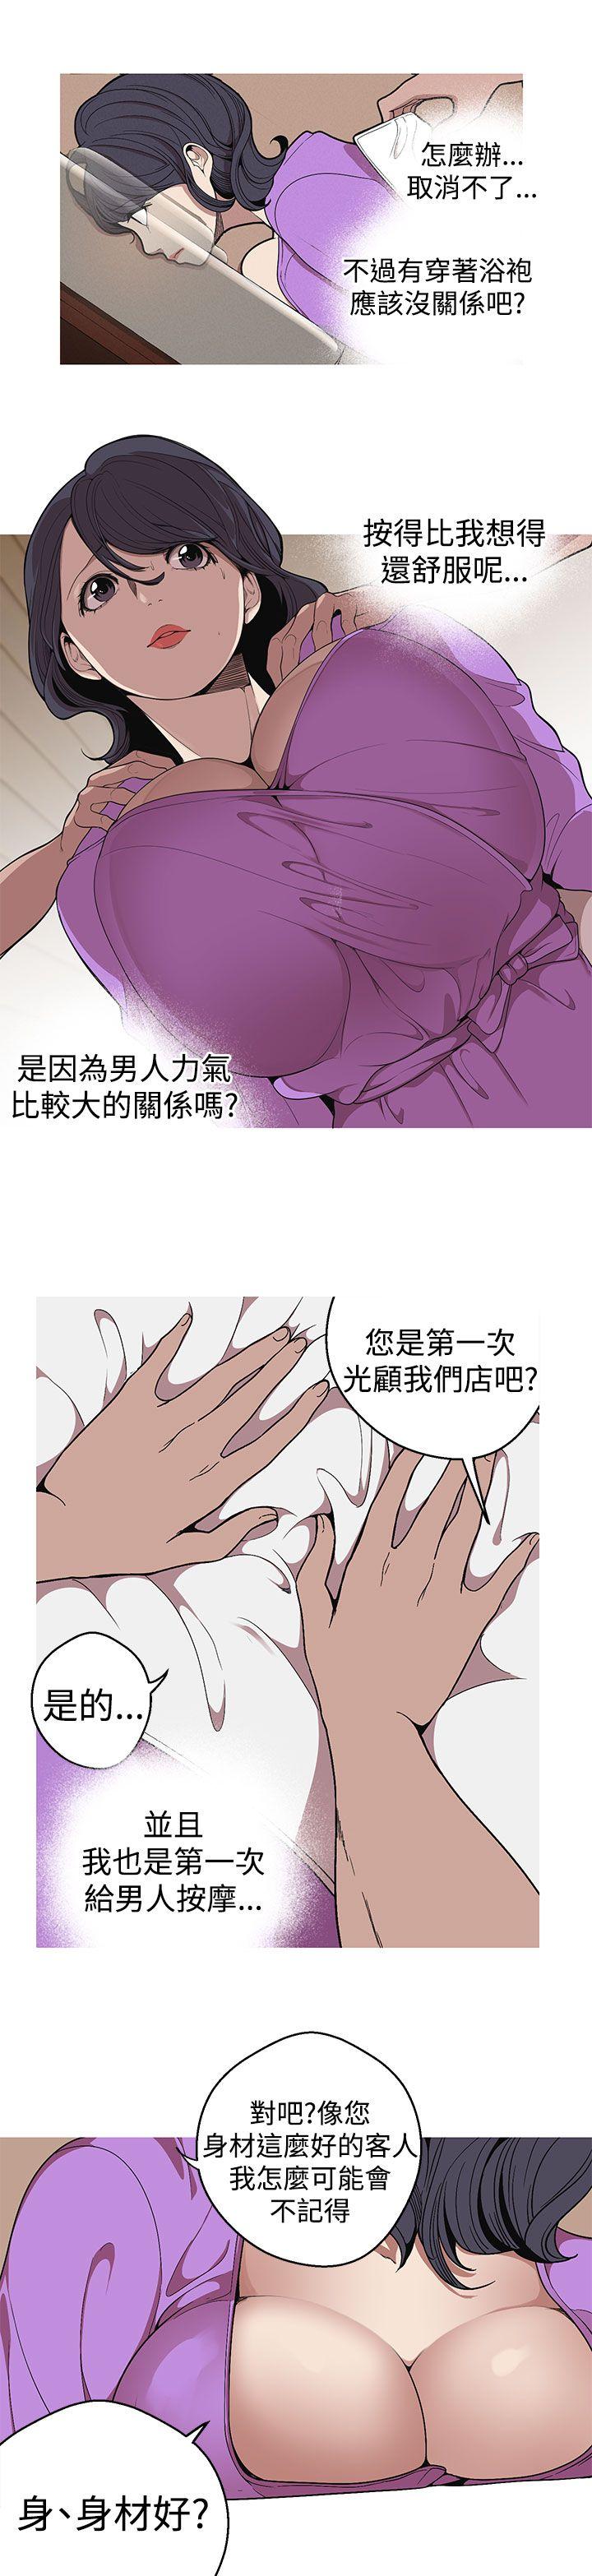 怎麼辦...
取消不了...
不過有穿著浴袍
應該沒關係吧?
按得比我想得
還舒服呢...
是因為男人力氣
比較大的關係嗎?
您是第一次
光顧我們店吧?
是的...
並且
我也是第一次
給男人按摩...
對吧?像您
身材這麼好的客人
我怎麼可能會
不記得
身、身材好?